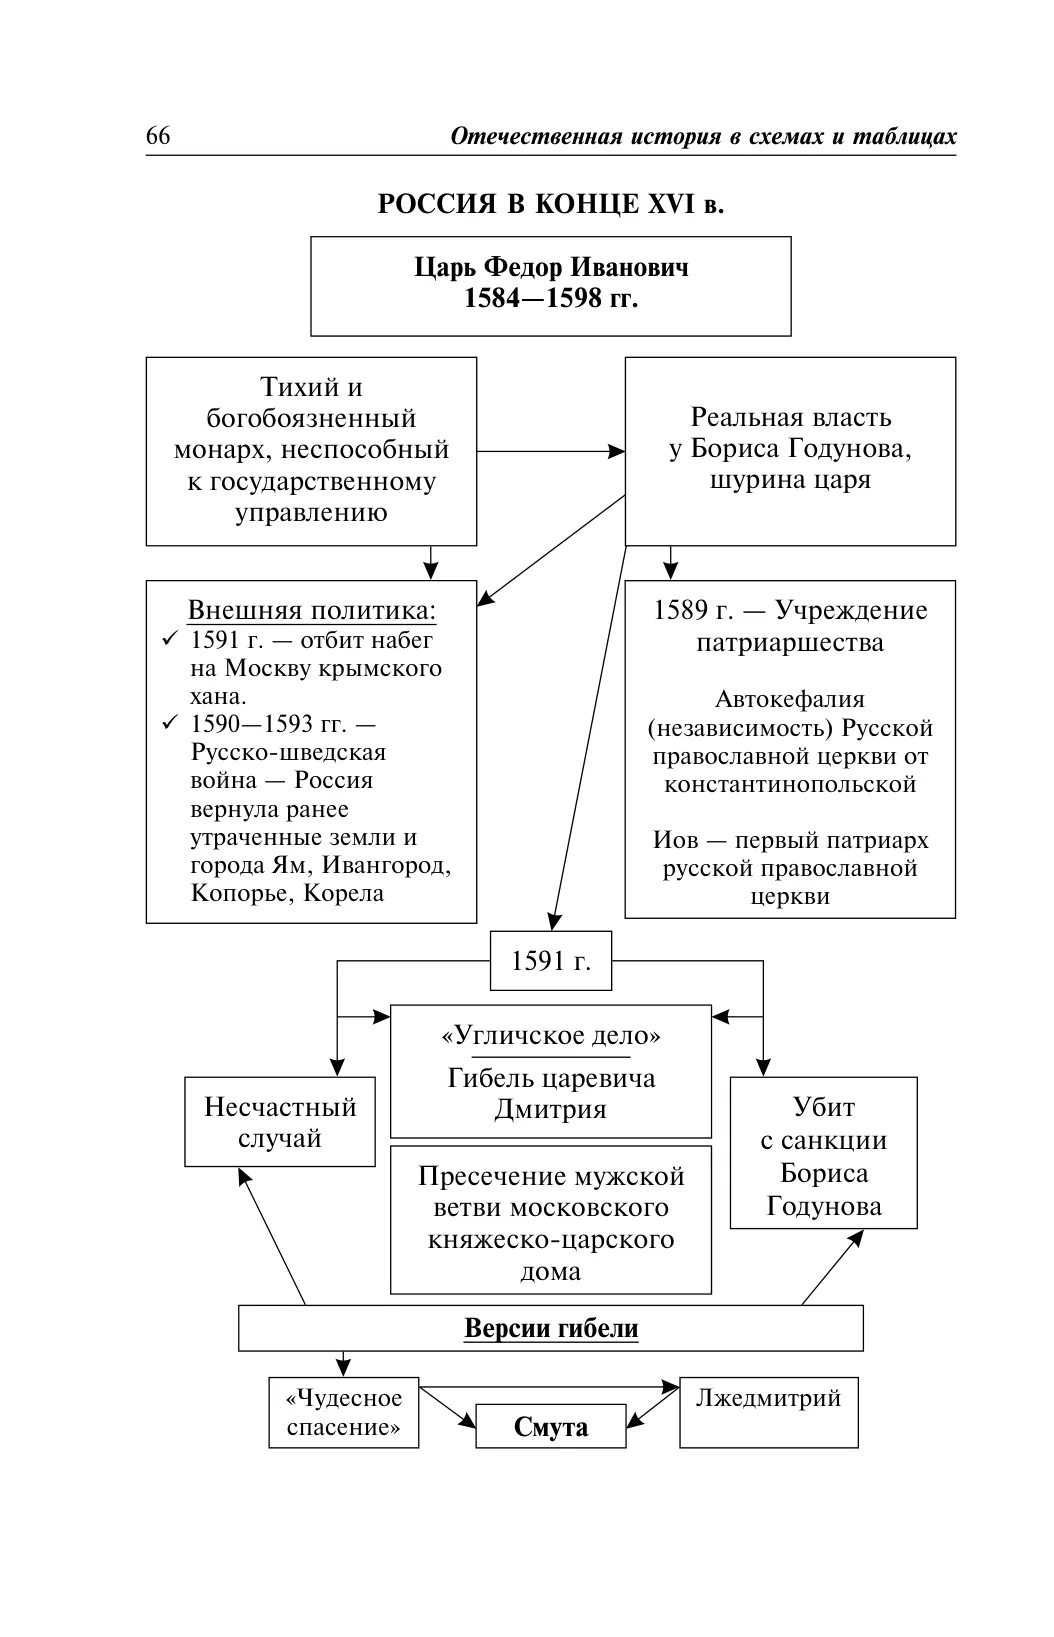 66
Отечественная история в схемах и таблицах
РОССИЯ В КОНЦЕ XVI в.
Царь Федор Иванович
1584—1598 гг.
Тихий и
богобоязненный
монарх, неспособный
к государственному
управлению
Реальная власть
у Бориса Годунова,
шурина царя
Внешняя политика:
✓ 1591 г. — отбит набег
на Москву крымского
хана.
✓ 1590—1593 гг. —
Русско-шведская
война — Россия
вернула ранее
утраченные земли и
города Ям, Ивангород,
Копорье, Корела
1589 г. — Учреждение
патриаршества
Автокефалия
(независимость) Русской
православной церкви от
константинопольской
Иов — первый патриарх
русской православной
церкви
1591 г.
«Угличское дело»
Гибель царевича
Дмитрия
Несчастный
случай
Убит
с санкции
Бориса
Годунова
Пресечение мужской
ветви московского
княжеско-царского
дома
Версии гибели
«Чудесное
спасение»
Смута
Лжедмитрий